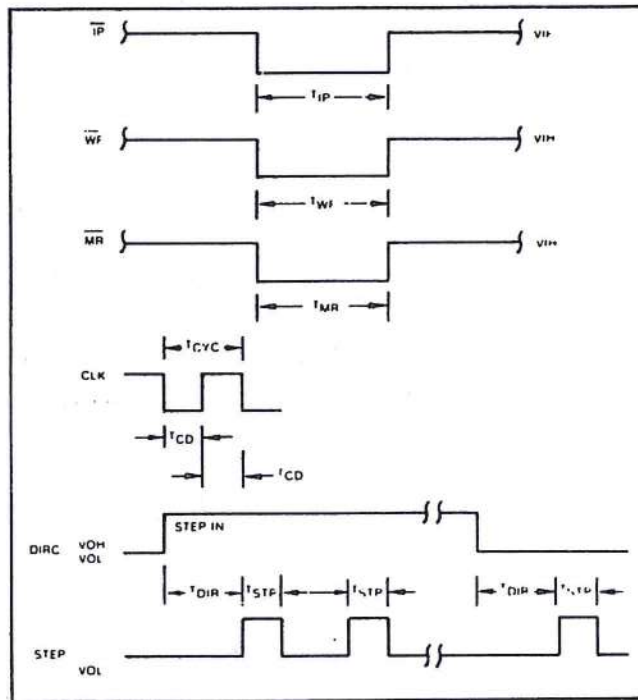 IP VIH
TIP
WF VIH
TWF
MR VIH
TMR
TCYC
CLK
TCD
TCD
STEP IN
DIRC VOH
VOL
TDIR TSTP TSTP TDIR TSTP
STEP
VOL